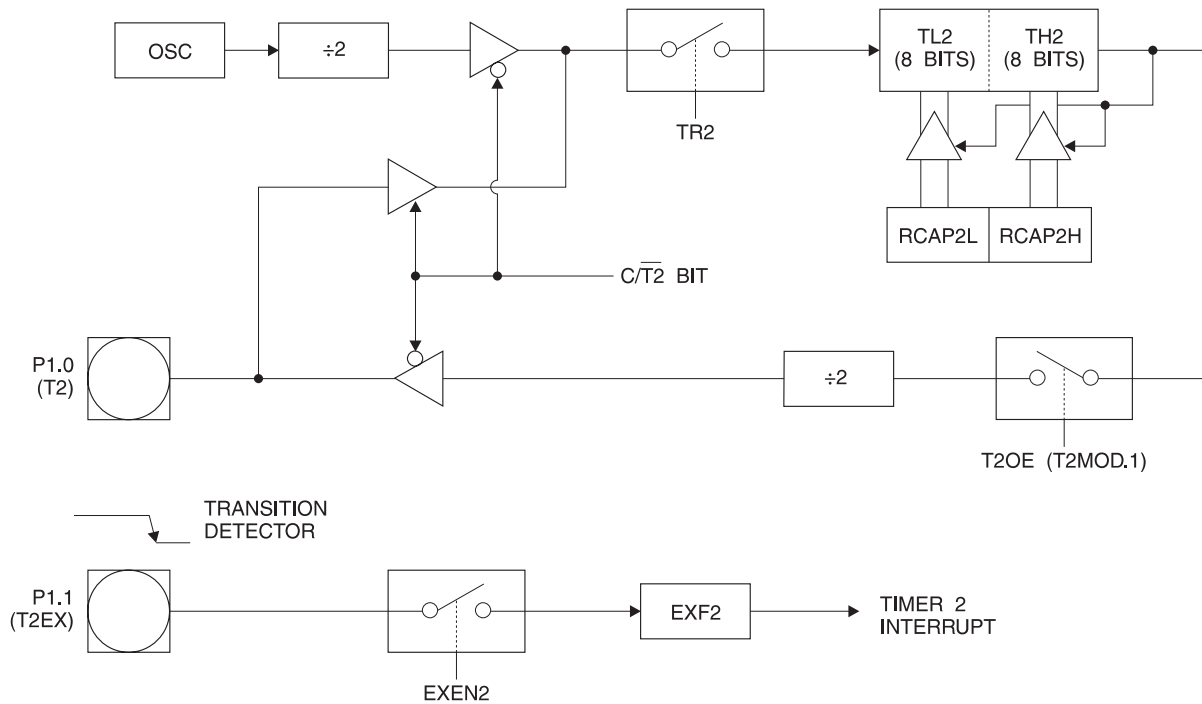 OSC
÷2
TR2
TL2
(8 BITS)
TH2
(8 BITS)
RCAP2L
RCAP2H
C/T2 BIT
P1.0
(T2)
÷2
T2OE (T2MOD.1)
TRANSITION
DETECTOR
P1.1
(T2EX)
EXEN2
EXF2
TIMER 2
INTERRUPT